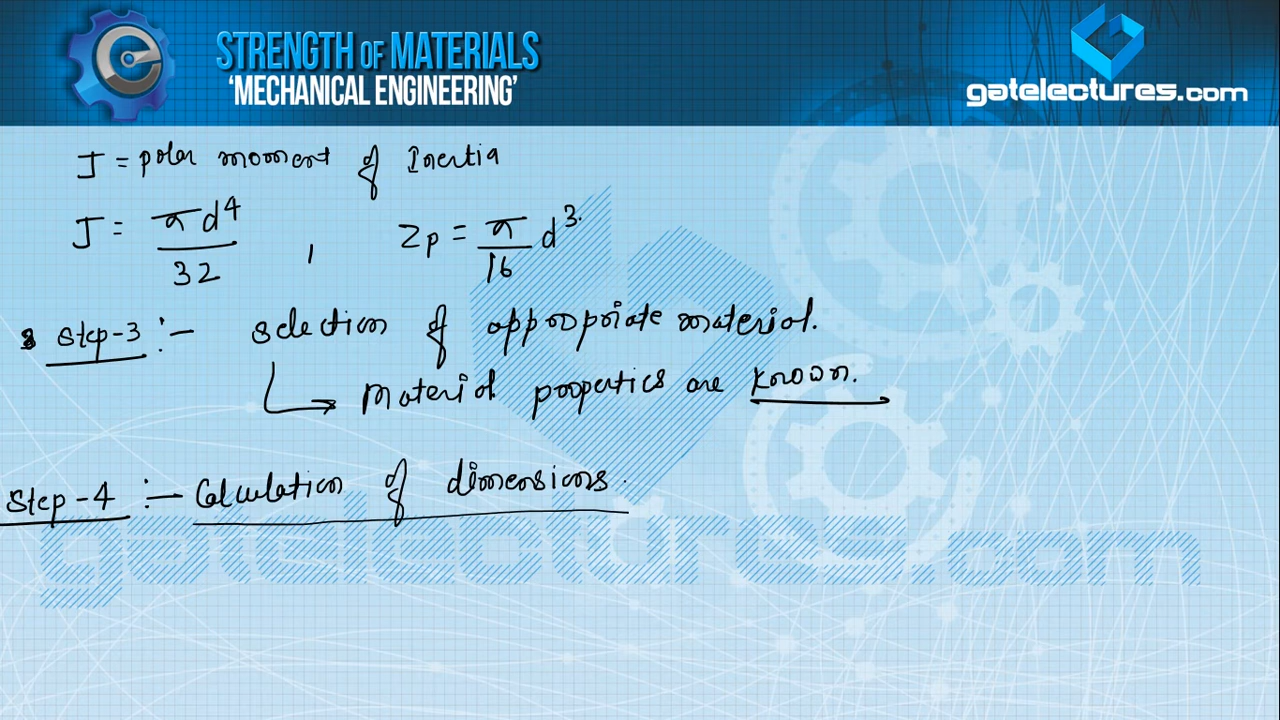 STRENGTH OF MATERIALS
'MECHANICAL ENGINEERING'
gatelectures.com
J = polar moment of Inertia
J = πd⁴/32 , Zp = π/16 d³
Step-3 :- selection of appropriate material.
Material properties are known.
Step-4 :- Calculation of dimensions.
gatelectures.com